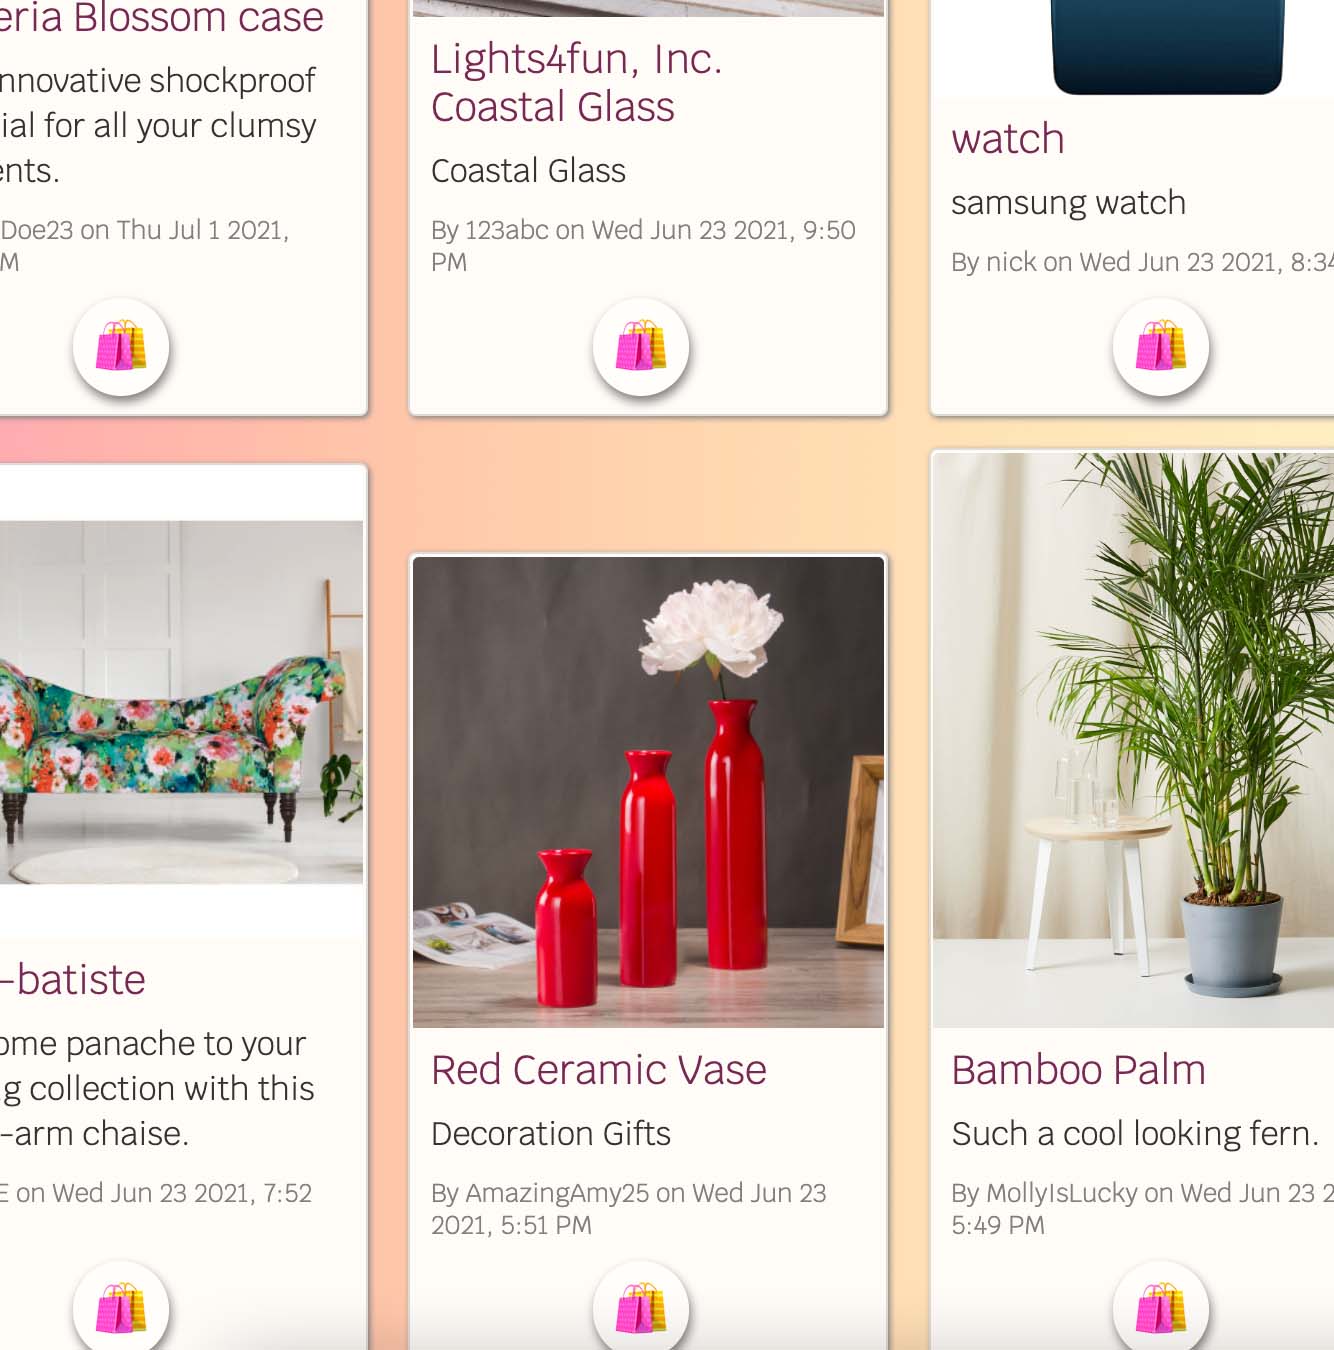 eria Blossom case
nnovative shockproof
ial for all your clumsy
ents.
Doe23 on Thu Jul 1 2021,
M
Lights4fun, Inc.
Coastal Glass
Coastal Glass
By 123abc on Wed Jun 23 2021, 9:50
PM
watch
samsung watch
By nick on Wed Jun 23 2021, 8:34
-batiste
ome panache to your
g collection with this
-arm chaise.
E on Wed Jun 23 2021, 7:52
Red Ceramic Vase
Decoration Gifts
By AmazingAmy25 on Wed Jun 23
2021, 5:51 PM
Bamboo Palm
Such a cool looking fern.
By MollyIsLucky on Wed Jun 23 2
5:49 PM